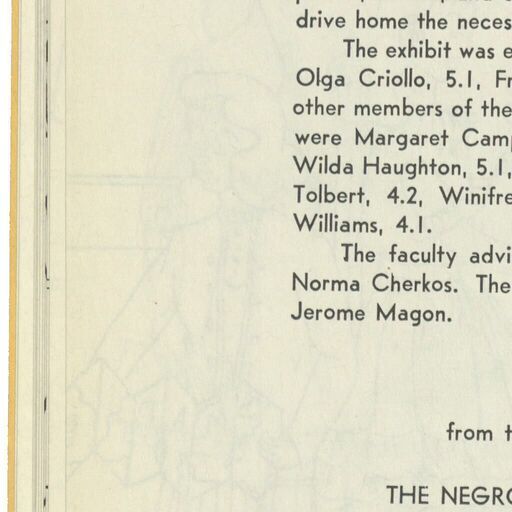 drive home the neces
The exhibit was e
Olga Criollo, 5.1, Fr
other members of the
were Margaret Camp
Wilda Haughton, 5.1,
Tolbert, 4.2, Winifre
Williams, 4.1.
The faculty advi
Norma Cherkos. The
Jerome Magon.
from t
THE NEGRO